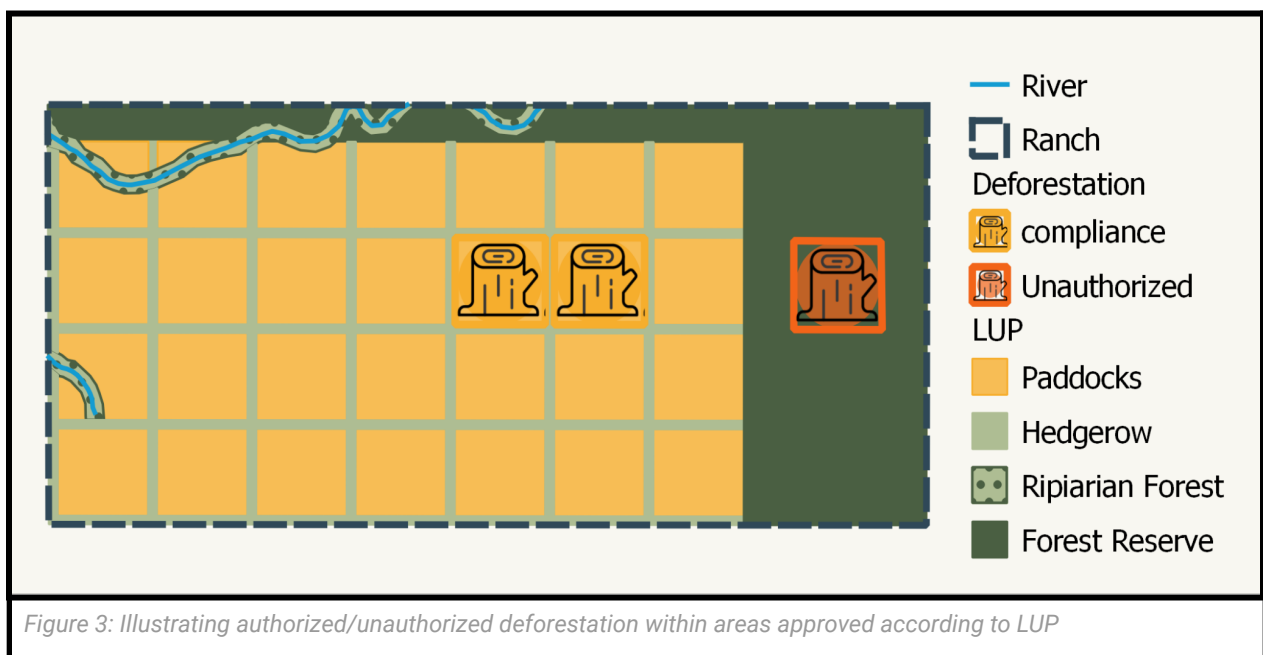 River
Ranch
Deforestation
compliance
Unauthorized
LUP
Paddocks
Hedgerow
Ripiarian Forest
Forest Reserve
Figure 3: Illustrating authorized/unauthorized deforestation within areas approved according to LUP